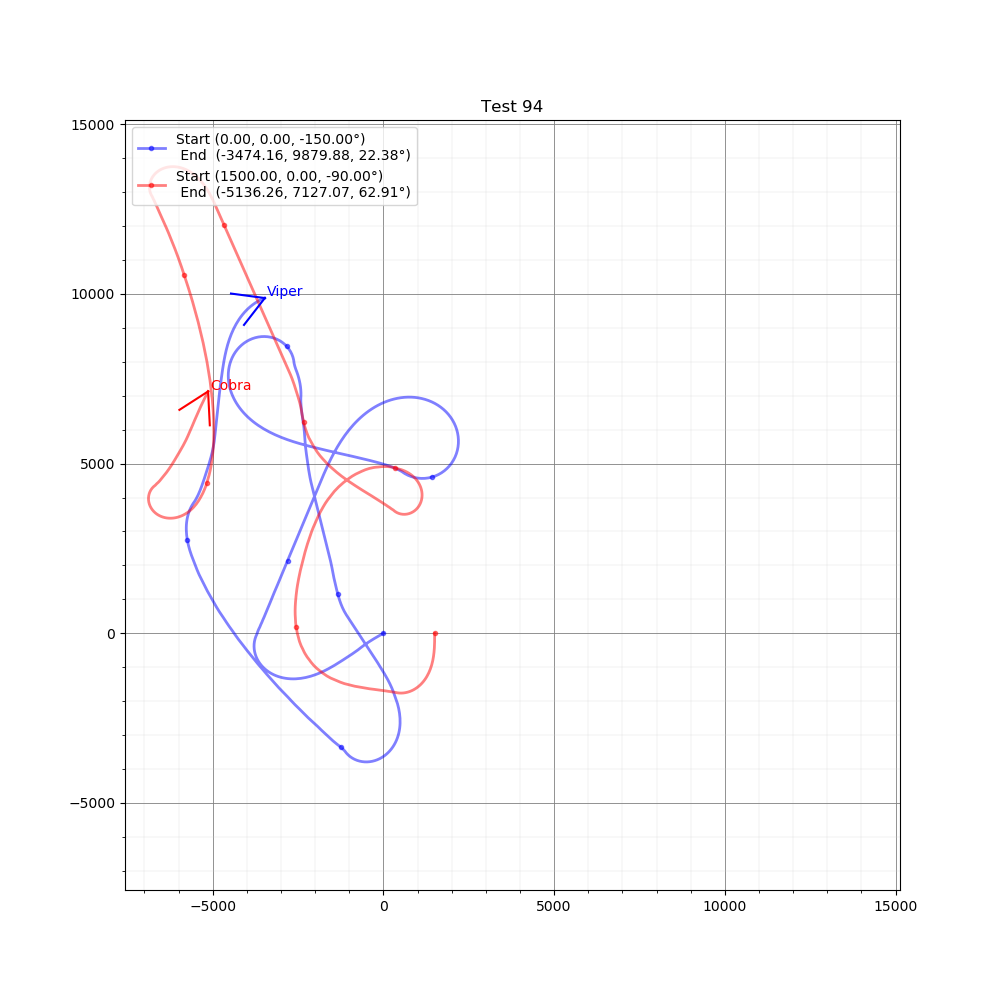 Test 94
15000
10000
5000
0
−5000
Start (0.00, 0.00, -150.00°)
End  (-3474.16, 9879.88, 22.38°)
Start (1500.00, 0.00, -90.00°)
End  (-5136.26, 7127.07, 62.91°)
Viper
Cobra
−5000
0
5000
10000
15000